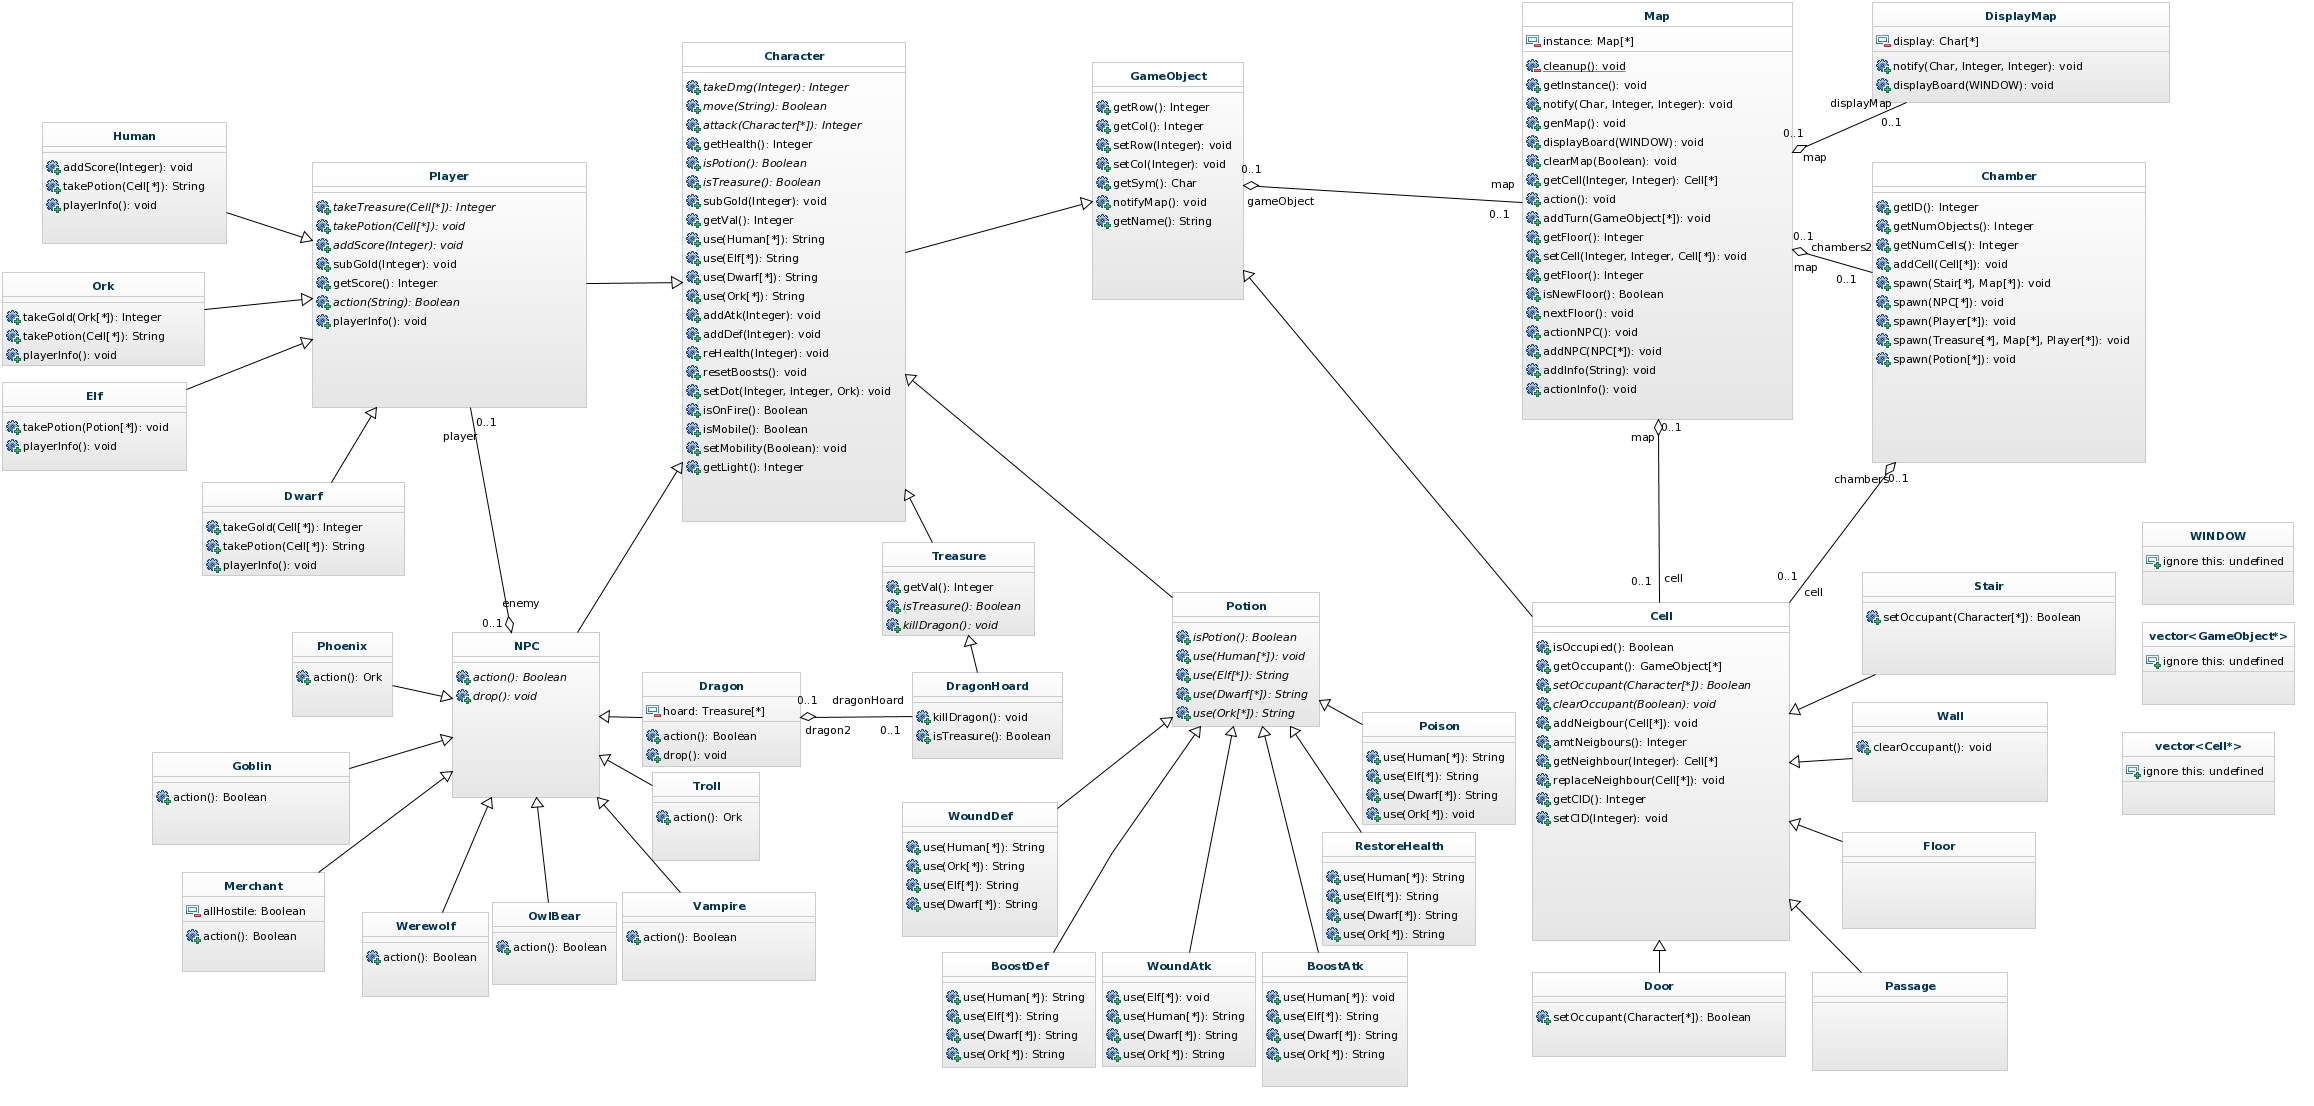 Human
addScore(Integer): void
takePotion(Cell[*]): String
playerInfo(): void
Ork
takeGold(Ork[*]): Integer
takePotion(Cell[*]): String
playerInfo(): void
Elf
takePotion(Potion[*]): void
playerInfo(): void
Dwarf
takeGold(Cell[*]): Integer
takePotion(Cell[*]): String
playerInfo(): void
Player
takeTreasure(Cell[*]): Integer
takePotion(Cell[*]): void
addScore(Integer): void
subGold(Integer): void
getScore(): Integer
action(String): Boolean
playerInfo(): void
0..1
player
enemy
0..1
Character
takeDmg(Integer): Integer
move(String): Boolean
attack(Character[*]): Integer
getHealth(): Integer
isPotion(): Boolean
isTreasure(): Boolean
subGold(Integer): void
getVal(): Integer
use(Human[*]): String
use(Elf[*]): String
use(Dwarf[*]): String
use(Ork[*]): String
addAtk(Integer): void
addDef(Integer): void
reHealth(Integer): void
resetBoosts(): void
setDot(Integer, Integer, Ork): void
isOnFire(): Boolean
isMobile(): Boolean
setMobility(Boolean): void
getLight(): Integer
GameObject
getRow(): Integer
getCol(): Integer
setRow(Integer): void
setCol(Integer): void
getSym(): Char
notifyMap(): void
getName(): String
0..1
gameObject
map
0..1
Map
instance: Map[*]
cleanup(): void
getInstance(): void
notify(Char, Integer, Integer): void
genMap(): void
displayBoard(WINDOW): void
clearMap(Boolean): void
getCell(Integer, Integer): Cell[*]
action(): void
addTurn(GameObject[*]): void
getFloor(): Integer
setCell(Integer, Integer, Cell[*]): void
getFloor(): Integer
isNewFloor(): Boolean
nextFloor(): void
actionNPC(): void
addNPC(NPC[*]): void
addInfo(String): void
actionInfo(): void
DisplayMap
display: Char[*]
notify(Char, Integer, Integer): void
displayBoard(WINDOW): void
displayMap
0..1
0..1
map
Chamber
getID(): Integer
getNumObjects(): Integer
getNumCells(): Integer
addCell(Cell[*]): void
spawn(Stair[*], Map[*]): void
spawn(NPC[*]): void
spawn(Player[*]): void
spawn(Treasure[*], Map[*], Player[*]): void
spawn(Potion[*]): void
0..1
chambers2
map
0..1
map
0..1
0..1
cell
chambers
0..1
0..1
cell
WINDOW
ignore this: undefined
vector<GameObject*>
ignore this: undefined
vector<Cell*>
ignore this: undefined
Cell
isOccupied(): Boolean
getOccupant(): GameObject[*]
setOccupant(Character[*]): Boolean
clearOccupant(Boolean): void
addNeigbour(Cell[*]): void
amtNeigbours(): Integer
getNeighbour(Integer): Cell[*]
replaceNeighbour(Cell[*]): void
getCID(): Integer
setCID(Integer): void
Stair
setOccupant(Character[*]): Boolean
Wall
clearOccupant(): void
Floor
Passage
Door
setOccupant(Character[*]): Boolean
Treasure
getVal(): Integer
isTreasure(): Boolean
killDragon(): void
DragonHoard
killDragon(): void
isTreasure(): Boolean
0..1
dragonHoard
dragon2
0..1
Dragon
hoard: Treasure[*]
action(): Boolean
drop(): void
NPC
action(): Boolean
drop(): void
Phoenix
action(): Ork
Goblin
action(): Boolean
Merchant
allHostile: Boolean
action(): Boolean
Werewolf
action(): Boolean
OwlBear
action(): Boolean
Vampire
action(): Boolean
Troll
action(): Ork
Potion
isPotion(): Boolean
use(Human[*]): void
use(Elf[*]): String
use(Dwarf[*]): String
use(Ork[*]): String
Poison
use(Human[*]): String
use(Elf[*]): String
use(Dwarf[*]): String
use(Ork[*]): void
RestoreHealth
use(Human[*]): String
use(Elf[*]): String
use(Dwarf[*]): String
use(Ork[*]): String
WoundDef
use(Human[*]): String
use(Ork[*]): String
use(Elf[*]): String
use(Dwarf[*]): String
BoostDef
use(Human[*]): String
use(Elf[*]): String
use(Dwarf[*]): String
use(Ork[*]): String
WoundAtk
use(Elf[*]): void
use(Human[*]): String
use(Dwarf[*]): String
use(Ork[*]): String
BoostAtk
use(Human[*]): void
use(Elf[*]): String
use(Dwarf[*]): String
use(Ork[*]): String